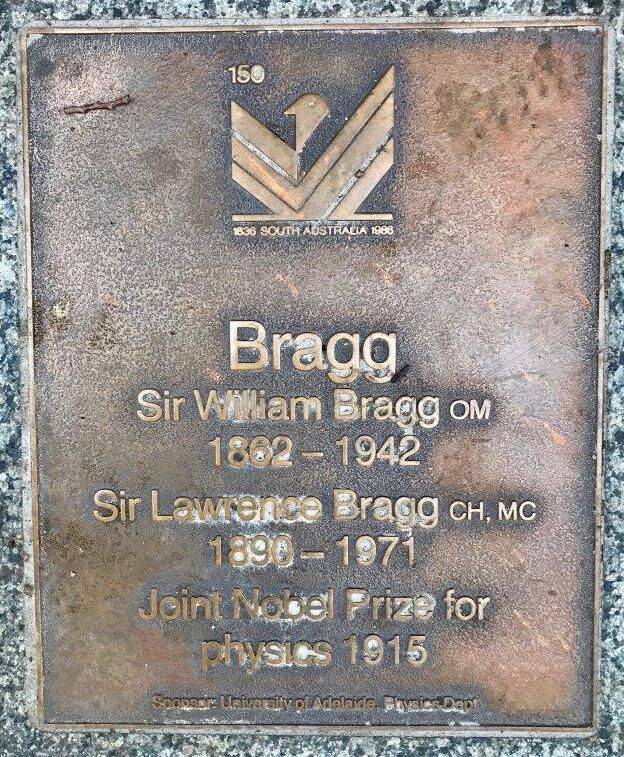 150
1836 SOUTH AUSTRALIA 1986
Bragg
Sir William Bragg OM
1862 – 1942
Sir Lawrence Bragg CH, MC
1890 – 1971
Joint Nobel Prize for
physics 1915
Sponsor: University of Adelaide, Physics Dept